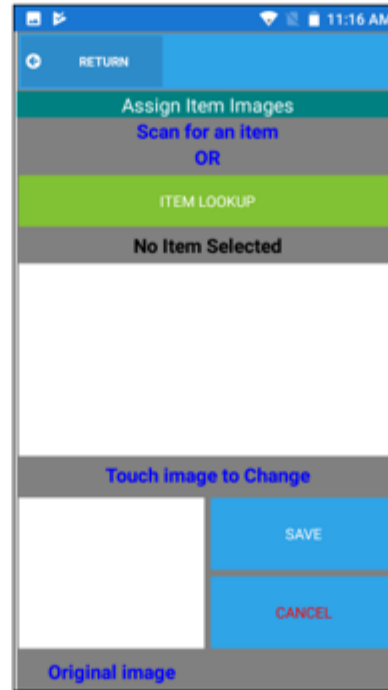 11:16 AM
RETURN
Assign Item Images
Scan for an item
OR
ITEM LOOKUP
No Item Selected
Touch image to Change
SAVE
CANCEL
Original image